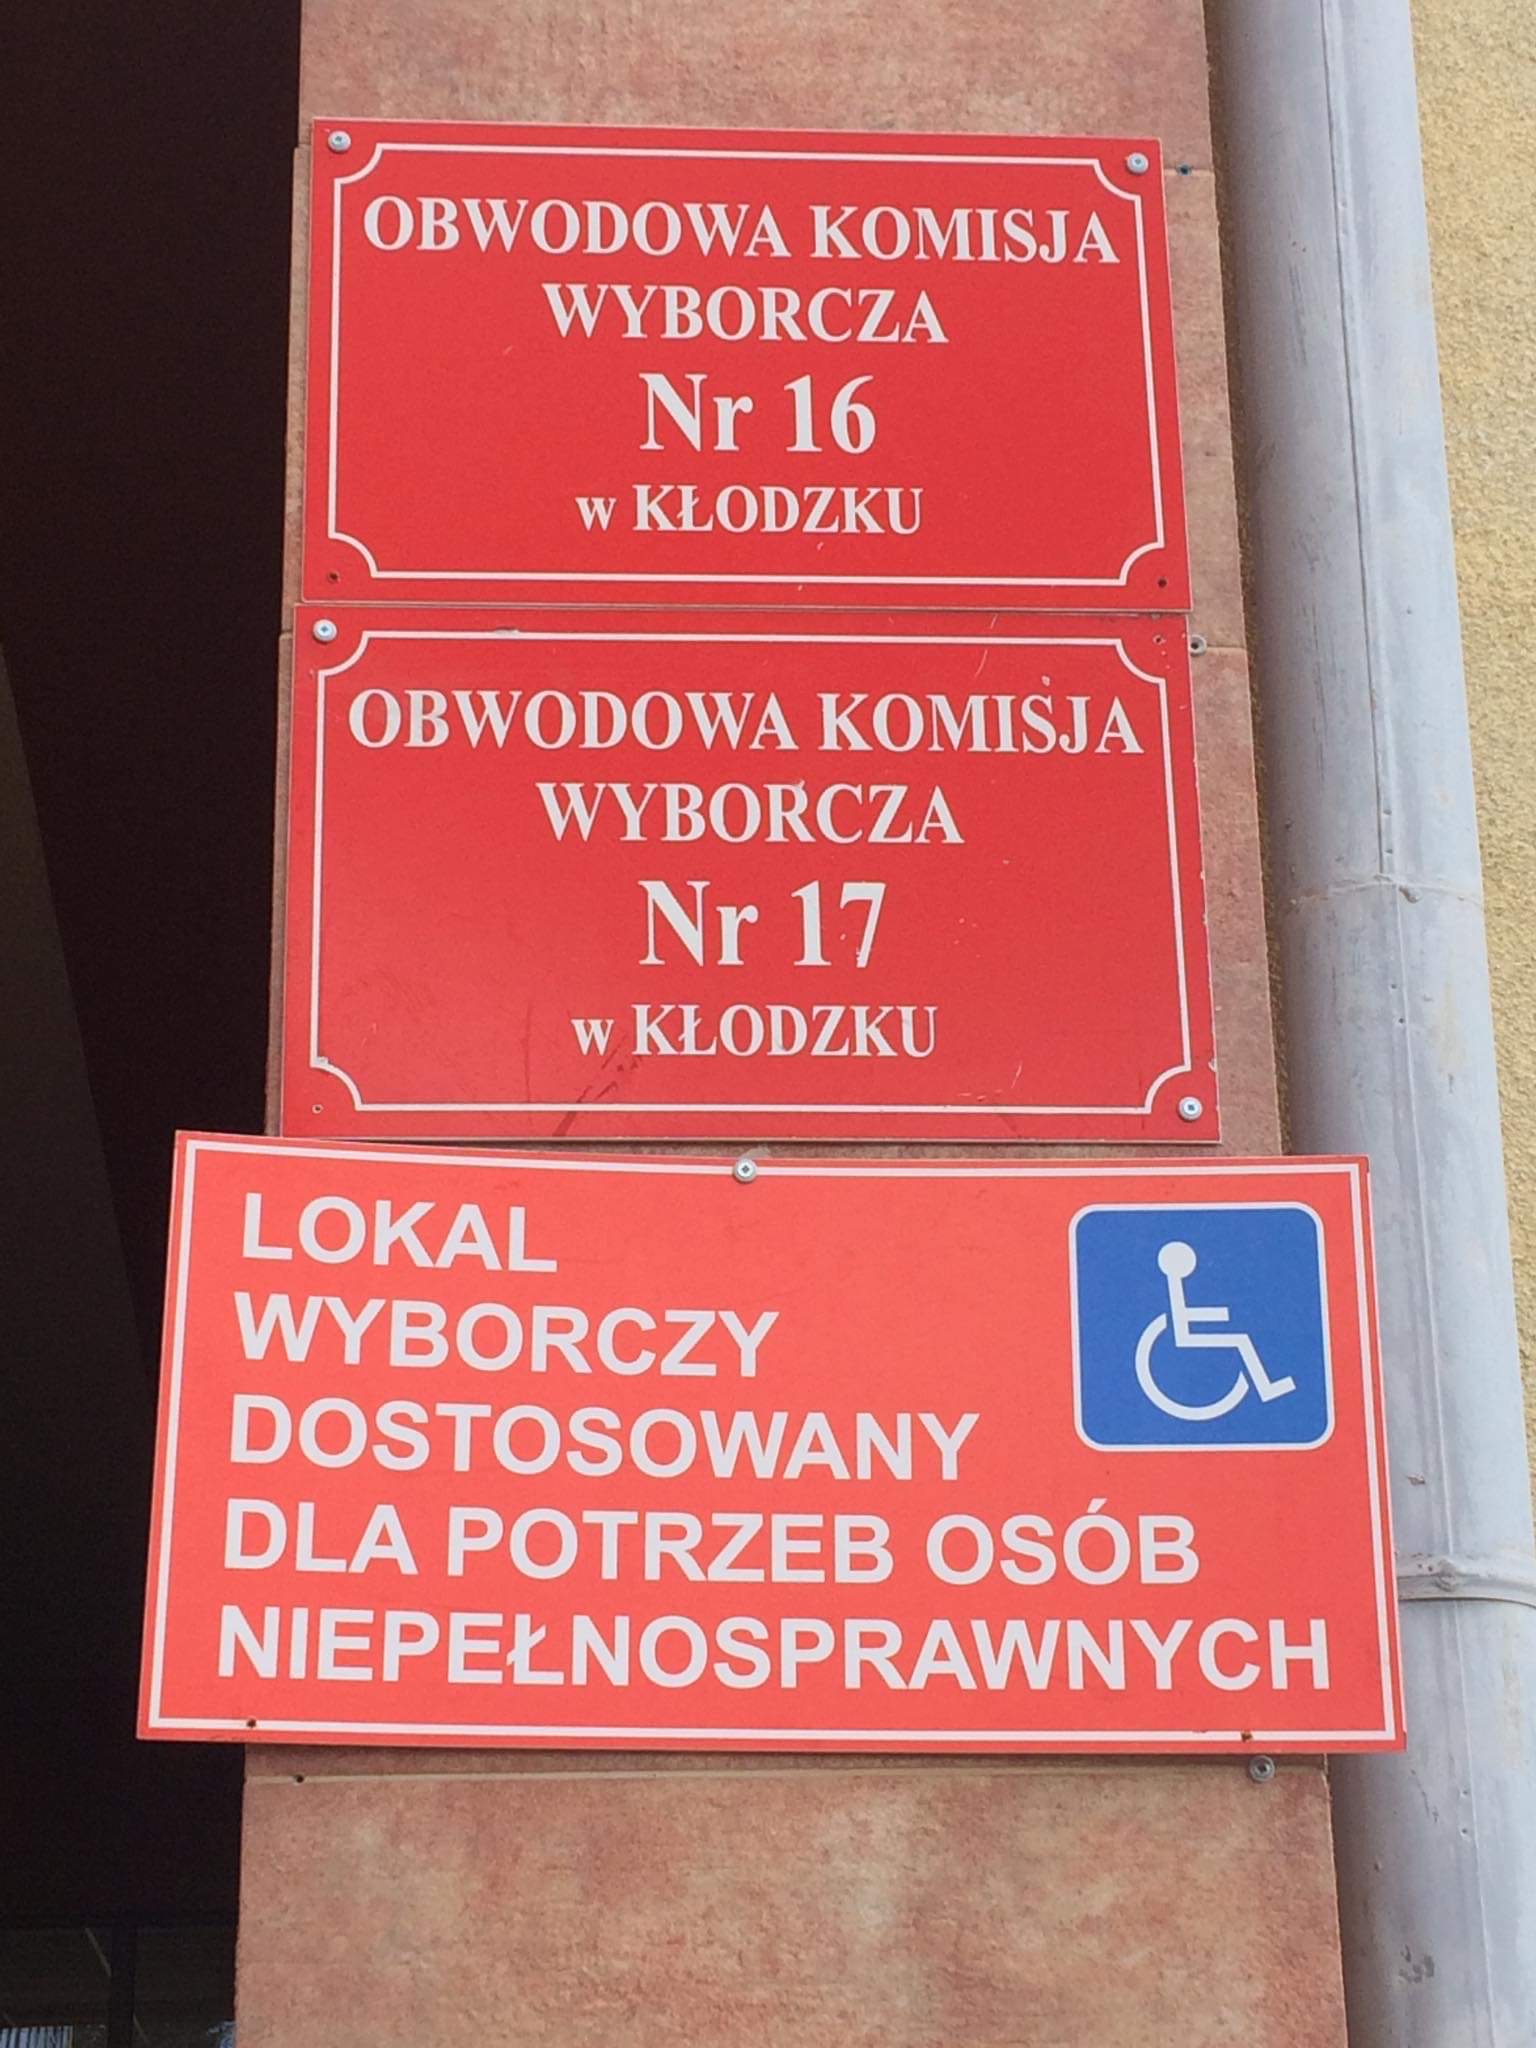 OBWODOWA KOMISJA
WYBORCZA
Nr 16
w KŁODZKU
OBWODOWA KOMISJA
WYBORCZA
Nr 17
w KŁODZKU
LOKAL
WYBORCZY
DOSTOSOWANY
DLA POTRZEB OSÓB
NIEPEŁNOSPRAWNYCH